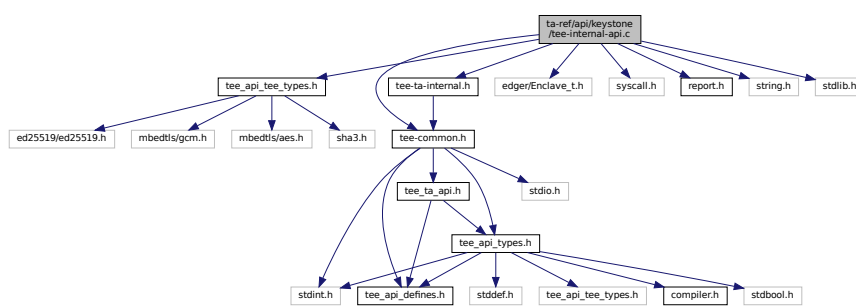 ta-ref/api/keystone
/tee-internal-api.c
tee_api_tee_types.h
tee-ta-internal.h
edger/Enclave_t.h
syscall.h
report.h
string.h
stdlib.h
ed25519/ed25519.h
mbedtls/gcm.h
mbedtls/aes.h
sha3.h
tee-common.h
tee_ta_api.h
stdio.h
tee_api_types.h
stdint.h
tee_api_defines.h
stddef.h
tee_api_tee_types.h
compiler.h
stdbool.h